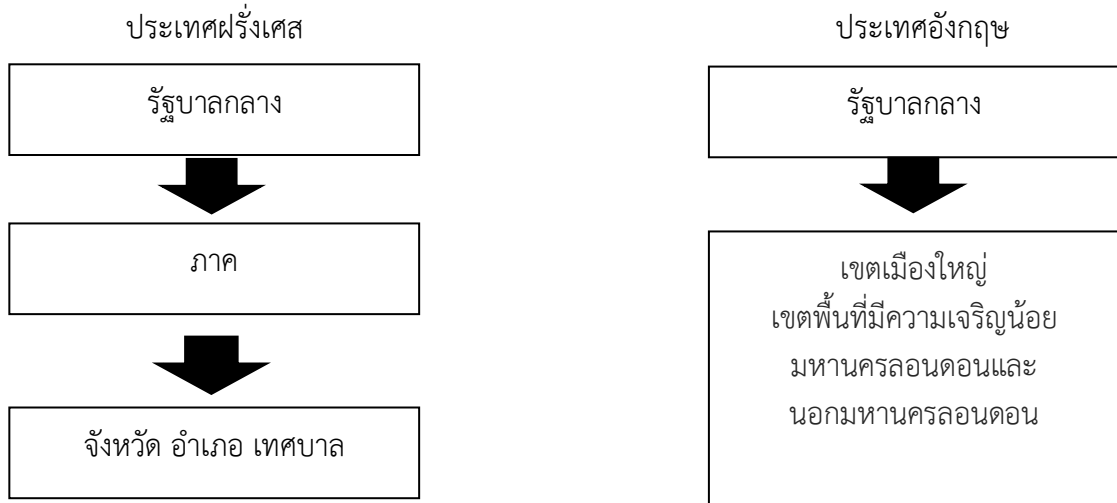 ประเทศฝรั่งเศส
รัฐบาลกลาง
ภาค
จังหวัด อำเภอ เทศบาล
ประเทศอังกฤษ
รัฐบาลกลาง
เขตเมืองใหญ่
เขตพื้นที่มีความเจริญน้อย
มหานครลอนดอนและ
นอกมหานครลอนดอน